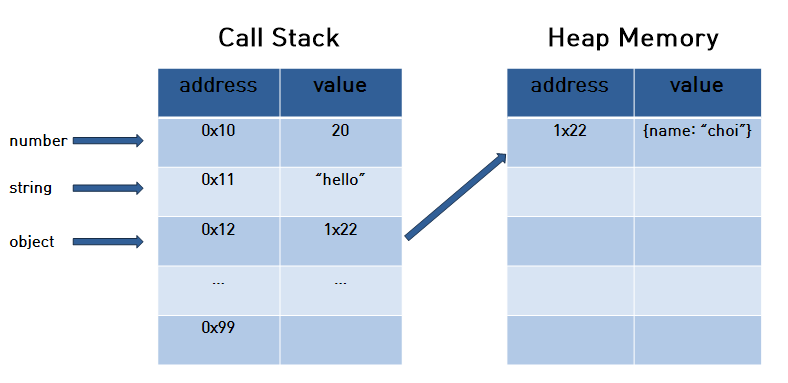 Call Stack
address value
number 0x10 20
string 0x11 “hello”
object 0x12 1x22
... ...
0x99
Heap Memory
address value
1x22 {name: “choi”}